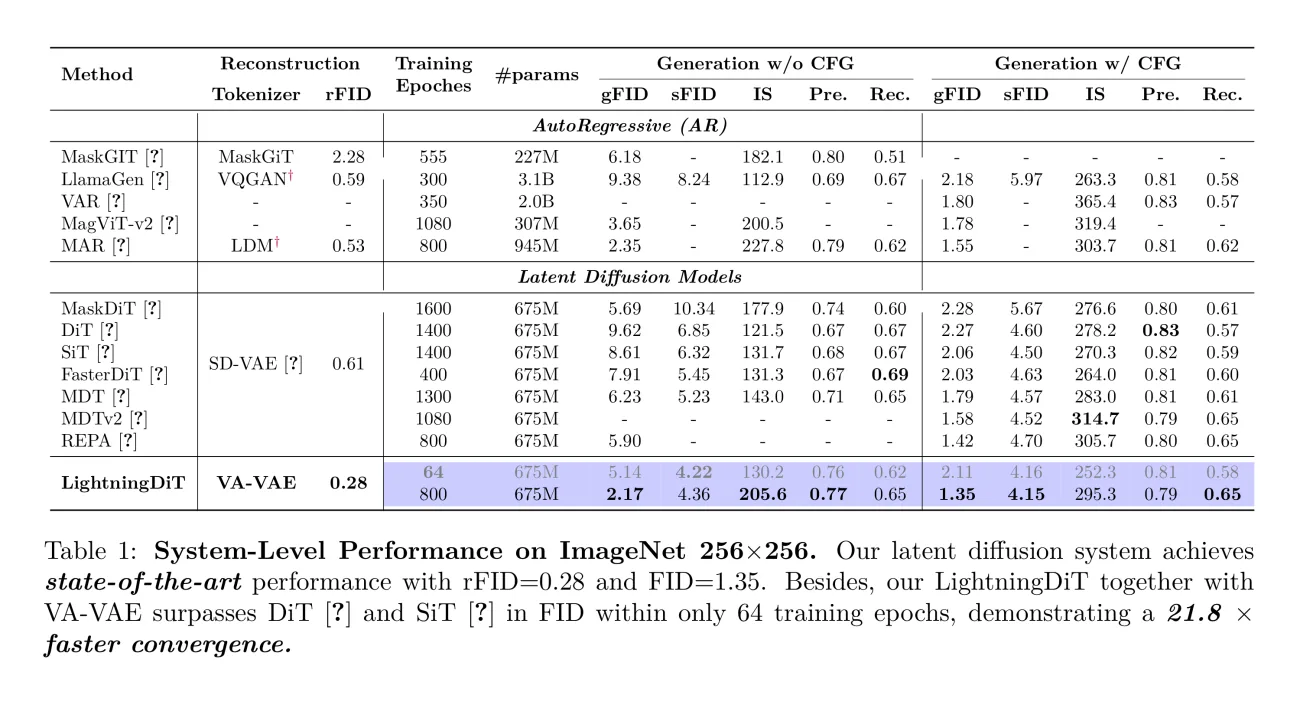 Method Reconstruction Training Epoches #params Generation w/o CFG Generation w/ CFG
Tokenizer rFID gFID sFID IS Pre. Rec. gFID sFID IS Pre. Rec.
AutoRegressive (AR)
MaskGIT [?] MaskGiT 2.28 555 227M 6.18 - 182.1 0.80 0.51 - - - - -
LlamaGen [?] VQGAN† 0.59 300 3.1B 9.38 8.24 112.9 0.69 0.67 2.18 5.97 263.3 0.81 0.58
VAR [?] - - 350 2.0B - - - - - 1.80 - 365.4 0.83 0.57
MagViT-v2 [?] - - 1080 307M 3.65 - 200.5 - - 1.78 - 319.4 - -
MAR [?] LDM† 0.53 800 945M 2.35 - 227.8 0.79 0.62 1.55 - 303.7 0.81 0.62
Latent Diffusion Models
MaskDiT [?] 1600 675M 5.69 10.34 177.9 0.74 0.60 2.28 5.67 276.6 0.80 0.61
DiT [?] 1400 675M 9.62 6.85 121.5 0.67 0.67 2.27 4.60 278.2 0.83 0.57
SiT [?] 1400 675M 8.61 6.32 131.7 0.68 0.67 2.06 4.50 270.3 0.82 0.59
SD-VAE [?] 0.61
FasterDiT [?] 400 675M 7.91 5.45 131.3 0.67 0.69 2.03 4.63 264.0 0.81 0.60
MDT [?] 1300 675M 6.23 5.23 143.0 0.71 0.65 1.79 4.57 283.0 0.81 0.61
MDTv2 [?] 1080 675M - - - - - 1.58 4.52 314.7 0.79 0.65
REPA [?] 800 675M 5.90 - - - - 1.42 4.70 305.7 0.80 0.65
LightningDiT VA-VAE 0.28 64 675M 5.14 4.22 130.2 0.76 0.62 2.11 4.16 252.3 0.81 0.58
800 675M 2.17 4.36 205.6 0.77 0.65 1.35 4.15 295.3 0.79 0.65
Table 1: System-Level Performance on ImageNet 256×256. Our latent diffusion system achieves
state-of-the-art performance with rFID=0.28 and FID=1.35. Besides, our LightningDiT together with
VA-VAE surpasses DiT [?] and SiT [?] in FID within only 64 training epochs, demonstrating a 21.8 ×
faster convergence.